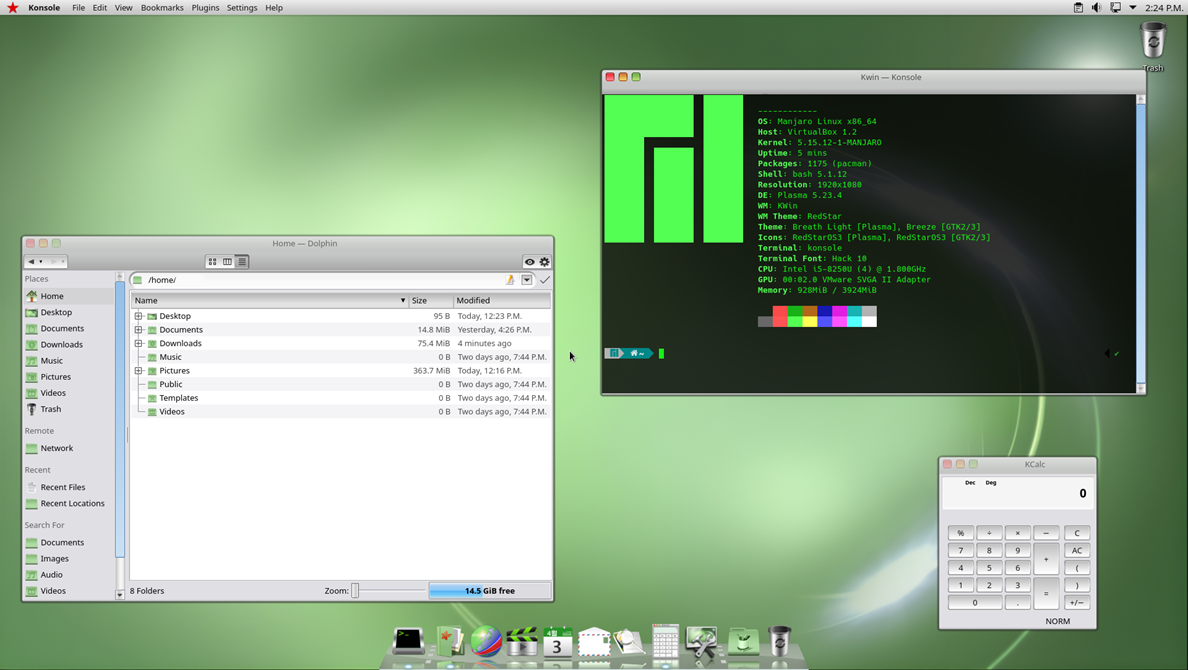 Konsole File Edit View Bookmarks Plugins Settings Help 2:24 P.M.
Trash
Kwin — Konsole
------------
OS: Manjaro Linux x86_64
Host: VirtualBox 1.2
Kernel: 5.15.12-1-MANJARO
Uptime: 5 mins
Packages: 1175 (pacman)
Shell: bash 5.1.12
Resolution: 1920x1080
DE: Plasma 5.23.4
WM: KWin
WM Theme: RedStar
Theme: Breath Light [Plasma], Breeze [GTK2/3]
Icons: RedStarOS3 [Plasma], RedStarOS3 [GTK2/3]
Terminal: konsole
Terminal Font: Hack 10
CPU: Intel i5-8250U (4) @ 1.800GHz
GPU: 00:02.0 VMware SVGA II Adapter
Memory: 928MiB / 3924MiB
~
Home — Dolphin
Places
Home
Desktop
Documents
Downloads
Music
Pictures
Videos
Trash
Remote
Network
Recent
Recent Files
Recent Locations
Search For
Documents
Images
Audio
Videos
/home/
Name Size Modified
Desktop 95 B Today, 12:23 P.M.
Documents 14.8 MiB Yesterday, 4:26 P.M.
Downloads 75.4 MiB 4 minutes ago
Music 0 B Two days ago, 7:44 P.M.
Pictures 363.7 MiB Today, 12:16 P.M.
Public 0 B Two days ago, 7:44 P.M.
Templates 0 B Two days ago, 7:44 P.M.
Videos 0 B Two days ago, 7:44 P.M.
8 Folders Zoom: 14.5 GiB free
KCalc
Dec Deg
0
% ÷ × − C
7 8 9 + AC
4 5 6 (
1 2 3 = )
0 . +/−
NORM
>_
4월
3